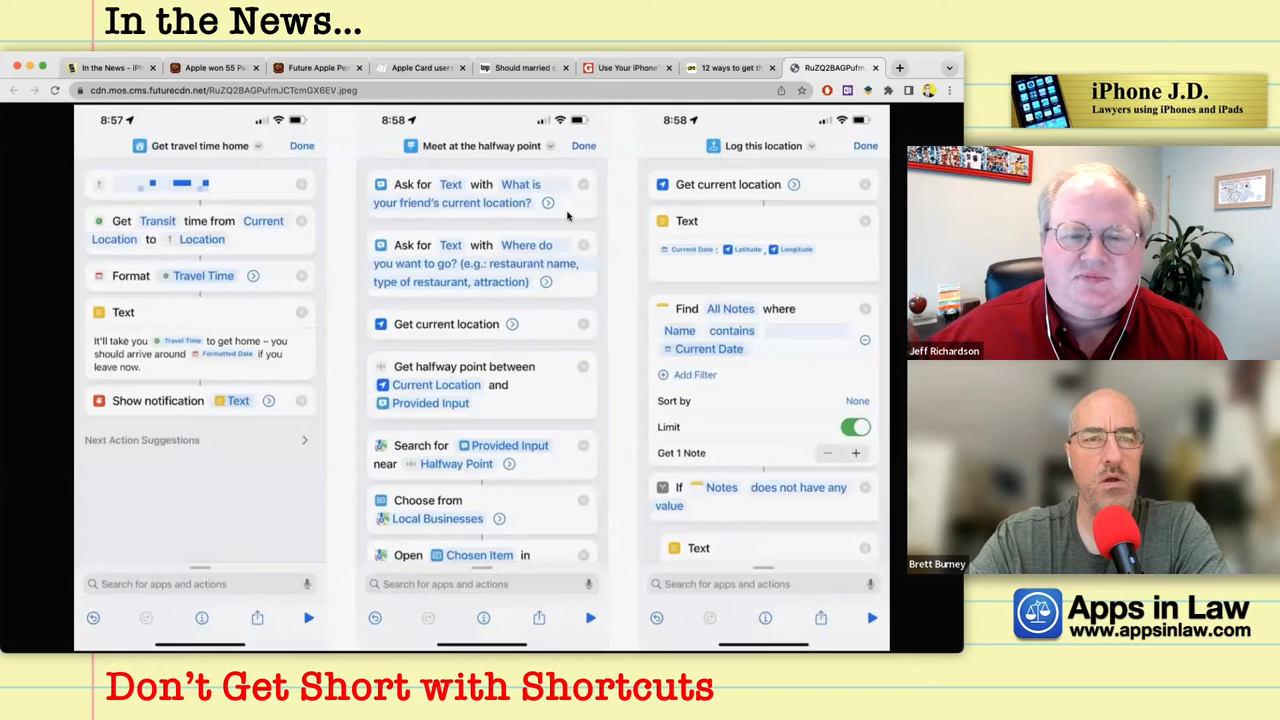 In the News...
In the News - iPh
Apple won 55 Pa
Future Apple Pen
Apple Card users
Should married c
Use Your iPhone'
12 ways to get th
RuZQ2BAGPufm
cdn.mos.cms.futurecdn.net/RuZQ2BAGPufmJCTcmGX6EV.jpeg
iPhone J.D.
Lawyers using iPhones and iPads
8:57
Get travel time home
Done
Get Transit time from Current
Location to Location
Format Travel Time
Text
It'll take you Travel Time to get home – you
should arrive around Formatted Date if you
leave now.
Show notification Text
Next Action Suggestions
Search for apps and actions
8:58
Meet at the halfway point
Done
Ask for Text with What is
your friend's current location?
Ask for Text with Where do
you want to go? (e.g.: restaurant name,
type of restaurant, attraction)
Get current location
Get halfway point between
Current Location and
Provided Input
Search for Provided Input
near Halfway Point
Choose from
Local Businesses
Open Chosen Item in
Search for apps and actions
8:58
Log this location
Done
Get current location
Text
Current Date : Latitude , Longitude
Find All Notes where
Name contains
Current Date
Add Filter
Sort by None
Limit
Get 1 Note
If Notes does not have any
value
Text
Search for apps and actions
Jeff Richardson
Brett Burney
Apps in Law
www.appsinlaw.com
Don't Get Short with Shortcuts